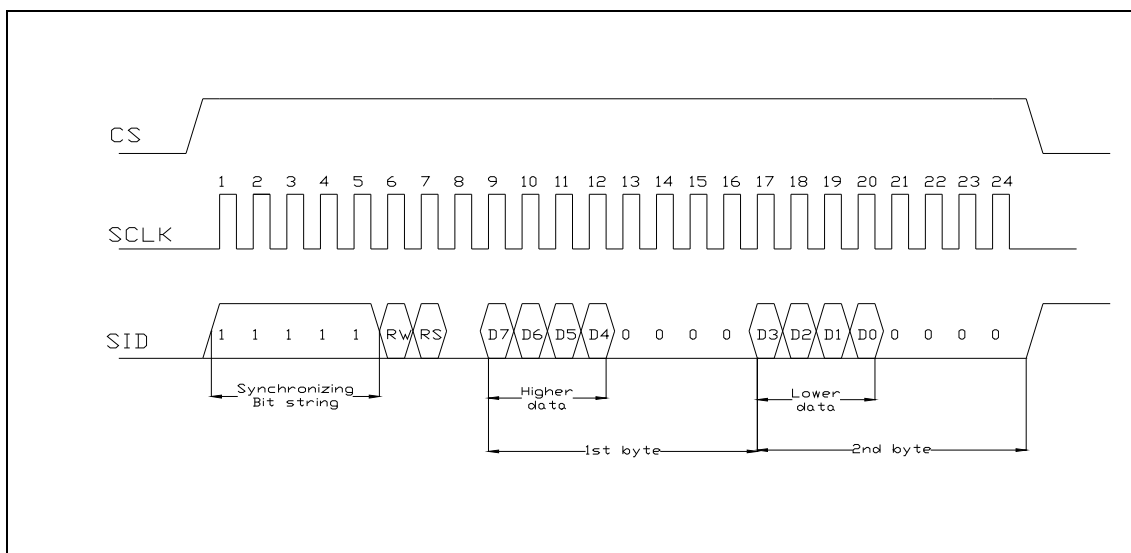 CS
1 2 3 4 5 6 7 8 9 10 11 12 13 14 15 16 17 18 19 20 21 22 23 24
SCLK
SID
1 1 1 1 1 RW RS D7 D6 D5 D4 0 0 0 0 D3 D2 D1 D0 0 0 0 0
Synchronizing
Bit string
Higher
data
Lower
data
1st byte
2nd byte